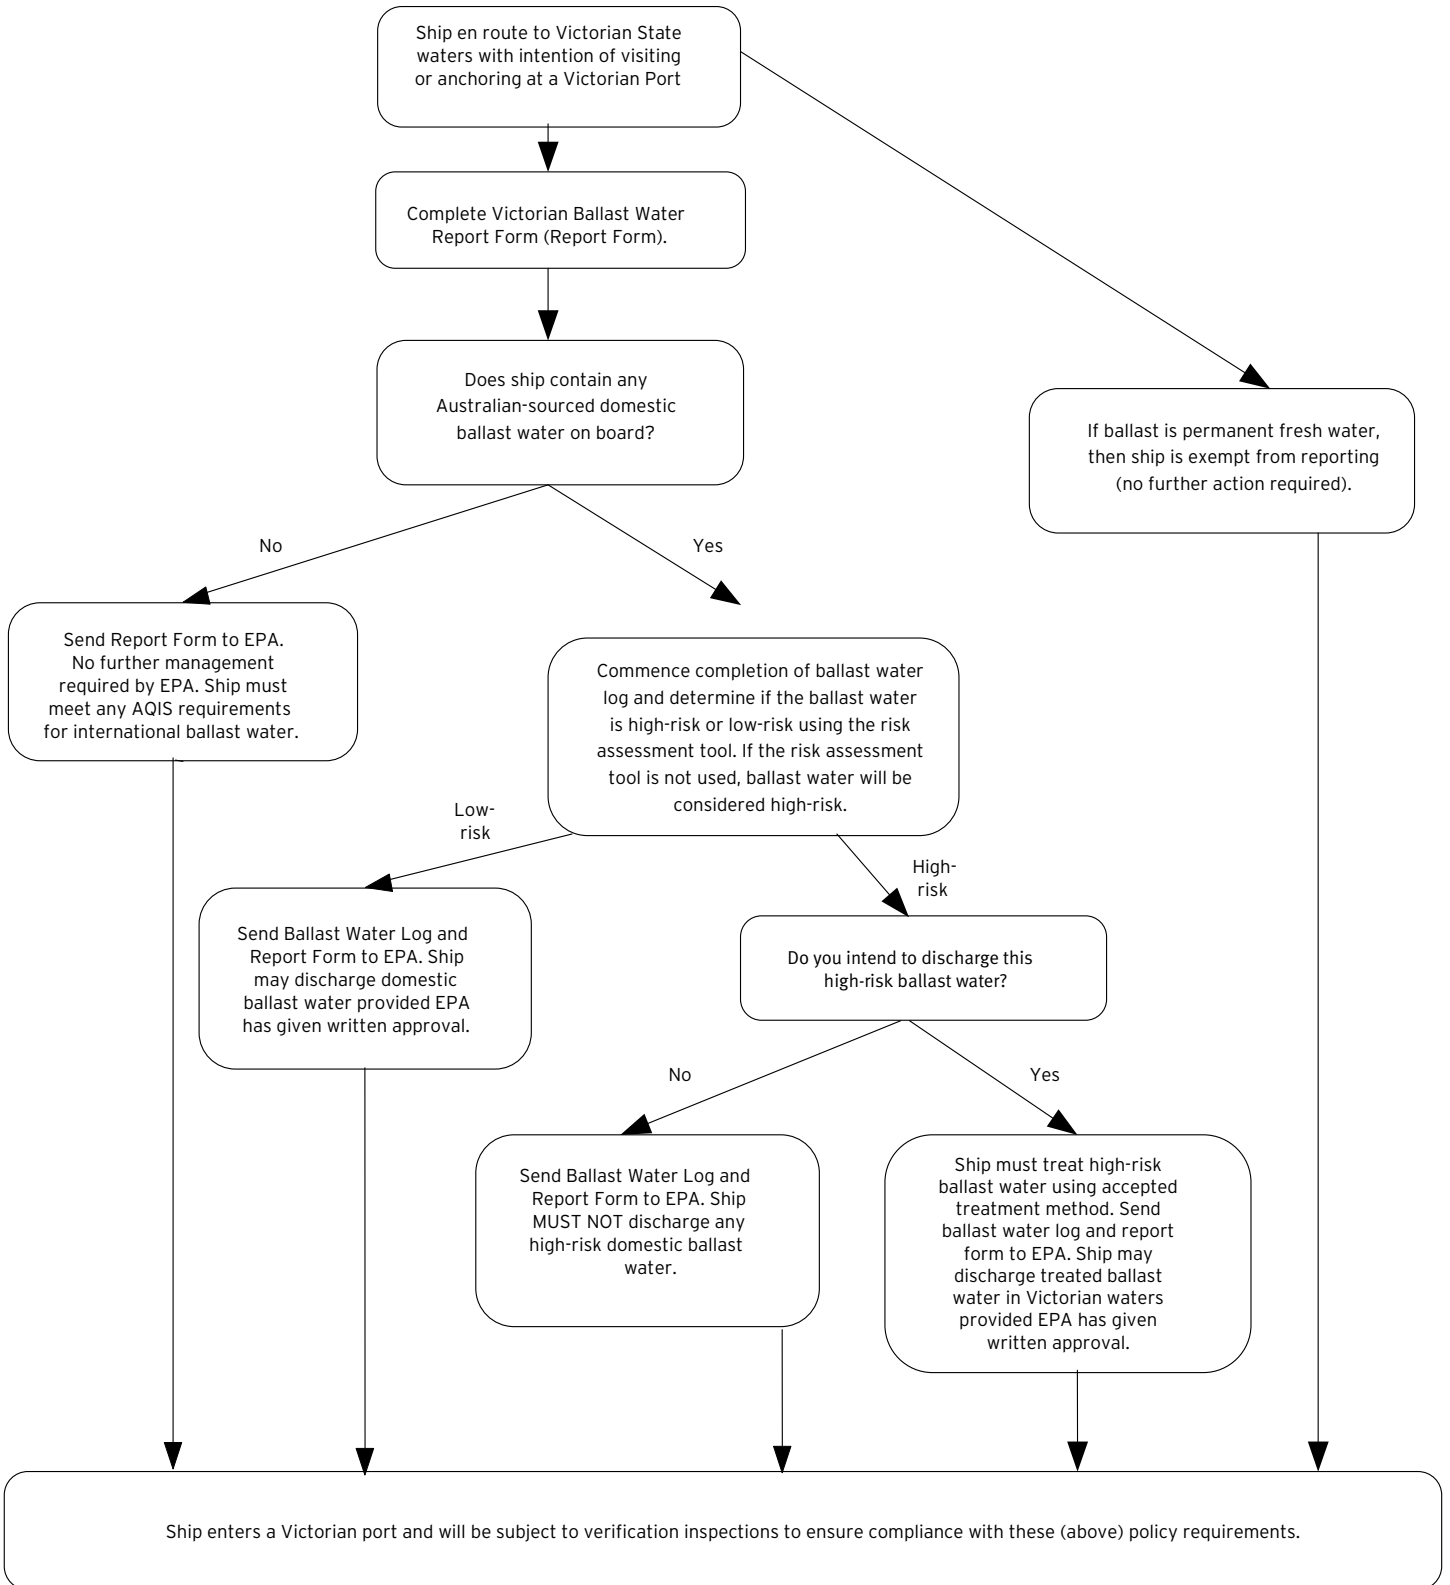 Ship en route to Victorian State
waters with intention of visiting
or anchoring at a Victorian Port
Complete Victorian Ballast Water
Report Form (Report Form).
Does ship contain any
Australian-sourced domestic
ballast water on board?
If ballast is permanent fresh water,
then ship is exempt from reporting
(no further action required).
No
Yes
Send Report Form to EPA.
No further management
required by EPA. Ship must
meet any AQIS requirements
for international ballast water.
Commence completion of ballast water
log and determine if the ballast water
is high-risk or low-risk using the risk
assessment tool. If the risk assessment
tool is not used, ballast water will be
considered high-risk.
Low-
risk
High-
risk
Send Ballast Water Log and
Report Form to EPA. Ship
may discharge domestic
ballast water provided EPA
has given written approval.
Do you intend to discharge this
high-risk ballast water?
No
Yes
Send Ballast Water Log and
Report Form to EPA. Ship
MUST NOT discharge any
high-risk domestic ballast
water.
Ship must treat high-risk
ballast water using accepted
treatment method. Send
ballast water log and report
form to EPA. Ship may
discharge treated ballast
water in Victorian waters
provided EPA has given
written approval.
Ship enters a Victorian port and will be subject to verification inspections to ensure compliance with these (above) policy requirements.